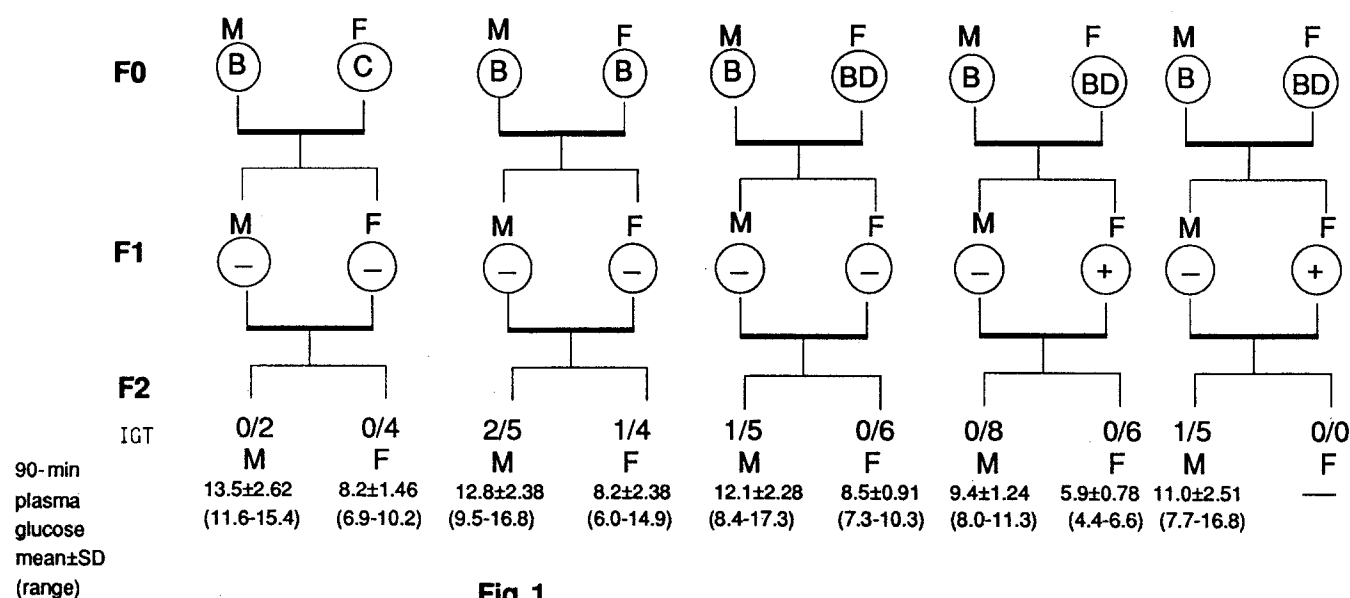 M F M F M F M F M F
F0 B C B B B BD B BD B BD
M F M F M F M F M F
F1 – – – – – – – + – +
F2
IGT 0/2 0/4 2/5 1/4 1/5 0/6 0/8 0/6 1/5 0/0
M F M F M F M F M F
90-min
plasma 13.5±2.62 8.2±1.46 12.8±2.38 8.2±2.38 12.1±2.28 8.5±0.91 9.4±1.24 5.9±0.78 11.0±2.51 —
glucose (11.6-15.4) (6.9-10.2) (9.5-16.8) (6.0-14.9) (8.4-17.3) (7.3-10.3) (8.0-11.3) (4.4-6.6) (7.7-16.8)
mean±SD
(range)
Fig. 1